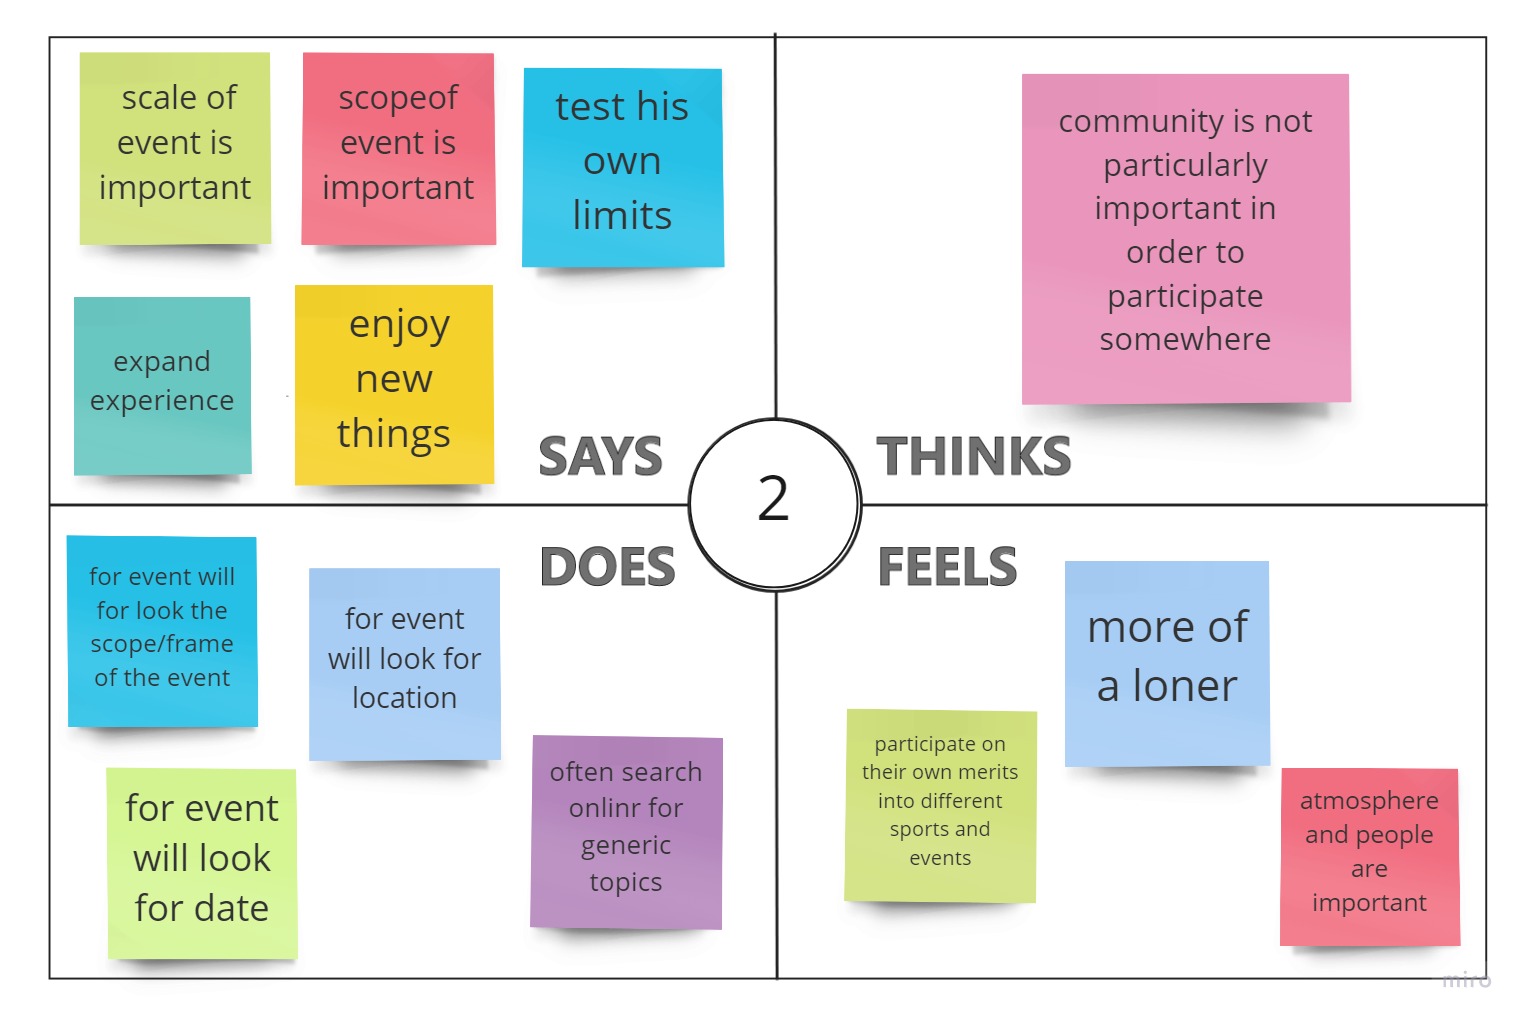 scale of
event is
important
scopeof
event is
important
test his
own
limits
expand
experience
enjoy
new
things
SAYS
community is not
particularly
important in
order to
participate
somewhere
THINKS
2
DOES
for event will
for look the
scope/frame
of the event
for event
will look for
location
for event
will look
for date
often search
onlinr for
generic
topics
FEELS
more of
a loner
participate on
their own merits
into different
sports and
events
atmosphere
and people
are
important
miro